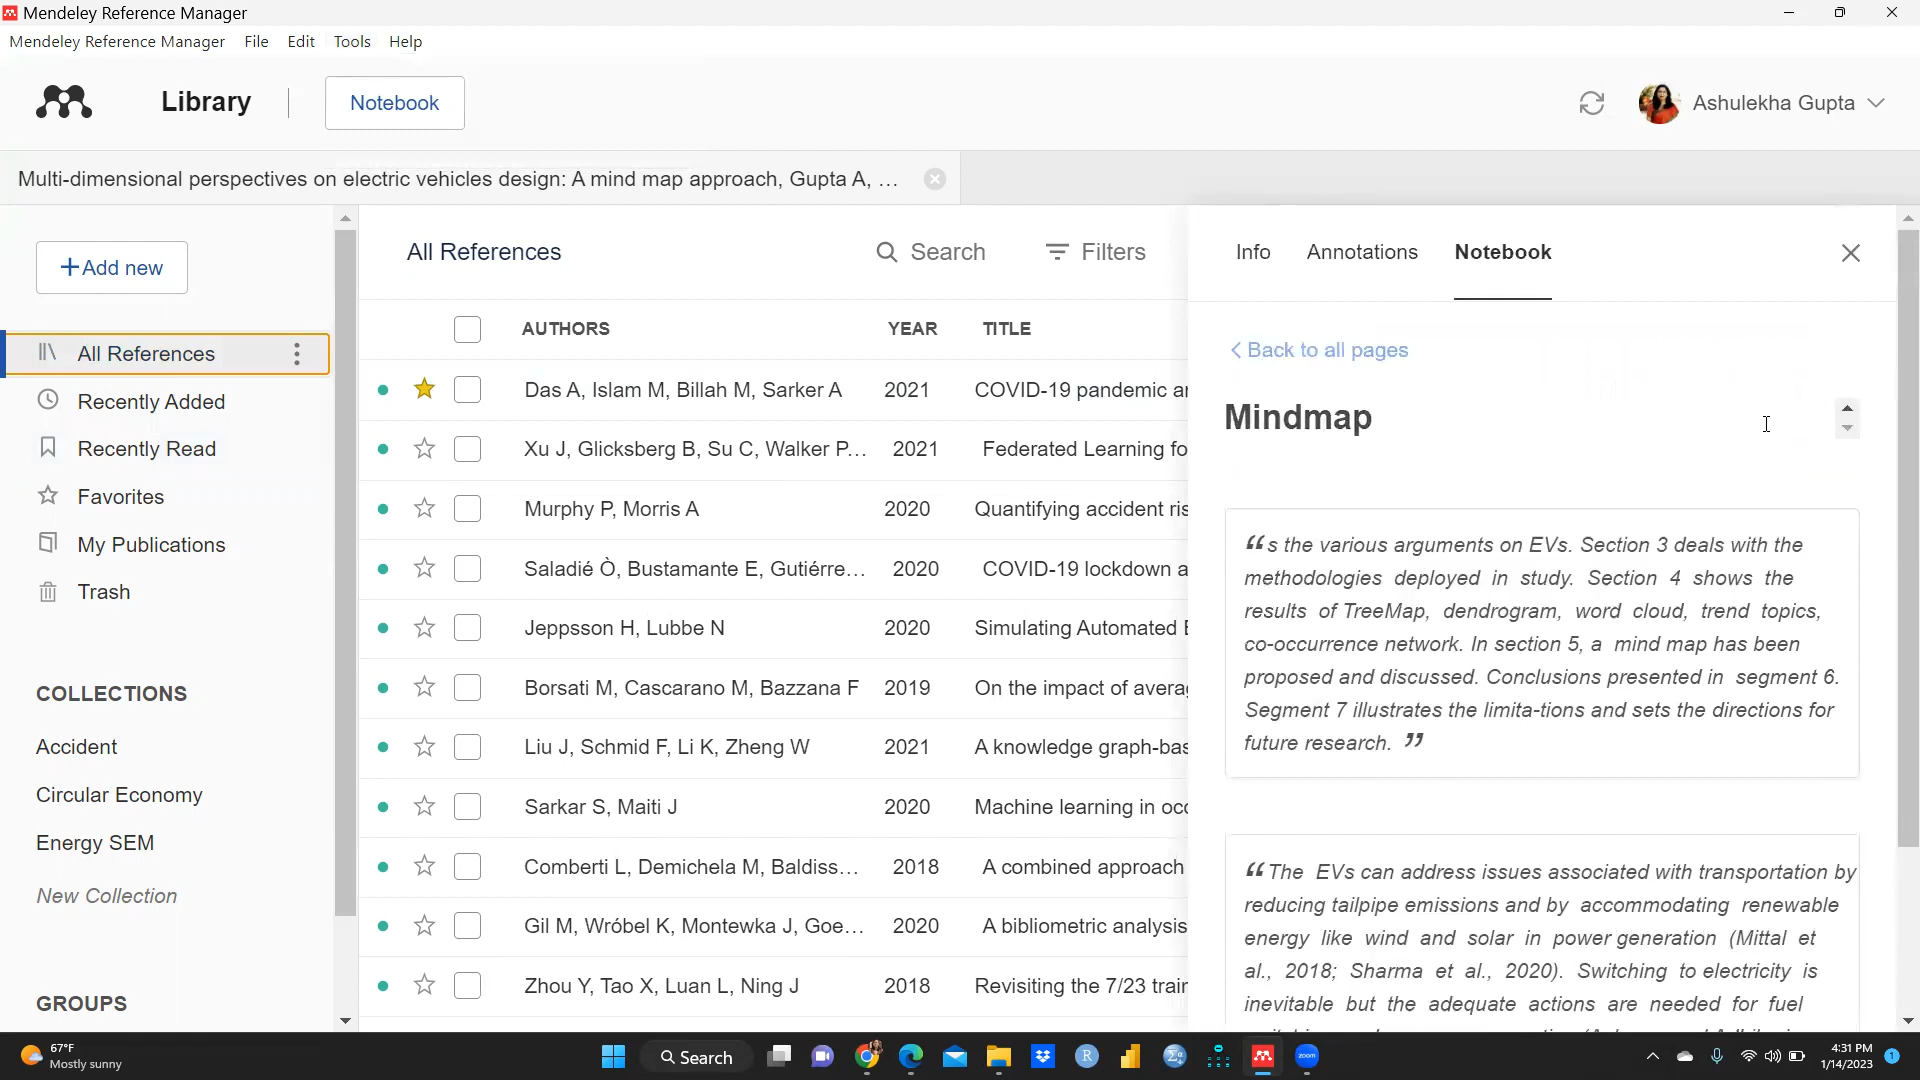 Mendeley Reference Manager
Mendeley Reference Manager File Edit Tools Help
Library
Notebook
Ashulekha Gupta
Multi-dimensional perspectives on electric vehicles design: A mind map approach, Gupta A, ...
+Add new
All References
Recently Added
Recently Read
Favorites
My Publications
Trash
COLLECTIONS
Accident
Circular Economy
Energy SEM
New Collection
GROUPS
All References
Search
Filters
AUTHORS YEAR TITLE
Das A, Islam M, Billah M, Sarker A 2021 COVID-19 pandemic
Xu J, Glicksberg B, Su C, Walker P... 2021 Federated Learning fo
Murphy P, Morris A 2020 Quantifying accident ris
Saladié Ò, Bustamante E, Gutiérre... 2020 COVID-19 lockdown a
Jeppsson H, Lubbe N 2020 Simulating Automated
Borsati M, Cascarano M, Bazzana F 2019 On the impact of avera
Liu J, Schmid F, Li K, Zheng W 2021 A knowledge graph-bas
Sarkar S, Maiti J 2020 Machine learning in occ
Comberti L, Demichela M, Baldiss... 2018 A combined approach
Gil M, Wróbel K, Montewka J, Goe... 2020 A bibliometric analysis
Zhou Y, Tao X, Luan L, Ning J 2018 Revisiting the 7/23 train
Info Annotations Notebook
Back to all pages
Mindmap
“s the various arguments on EVs. Section 3 deals with the
methodologies deployed in study. Section 4 shows the
results of TreeMap, dendrogram, word cloud, trend topics,
co-occurrence network. In section 5, a mind map has been
proposed and discussed. Conclusions presented in segment 6.
Segment 7 illustrates the limita-tions and sets the directions for
future research. ”
“The EVs can address issues associated with transportation by
reducing tailpipe emissions and by accommodating renewable
energy like wind and solar in power generation (Mittal et
al., 2018; Sharma et al., 2020). Switching to electricity is
inevitable but the adequate actions are needed for fuel
67°F
Mostly sunny
Search
zoom
4:31 PM
1/14/2023
1